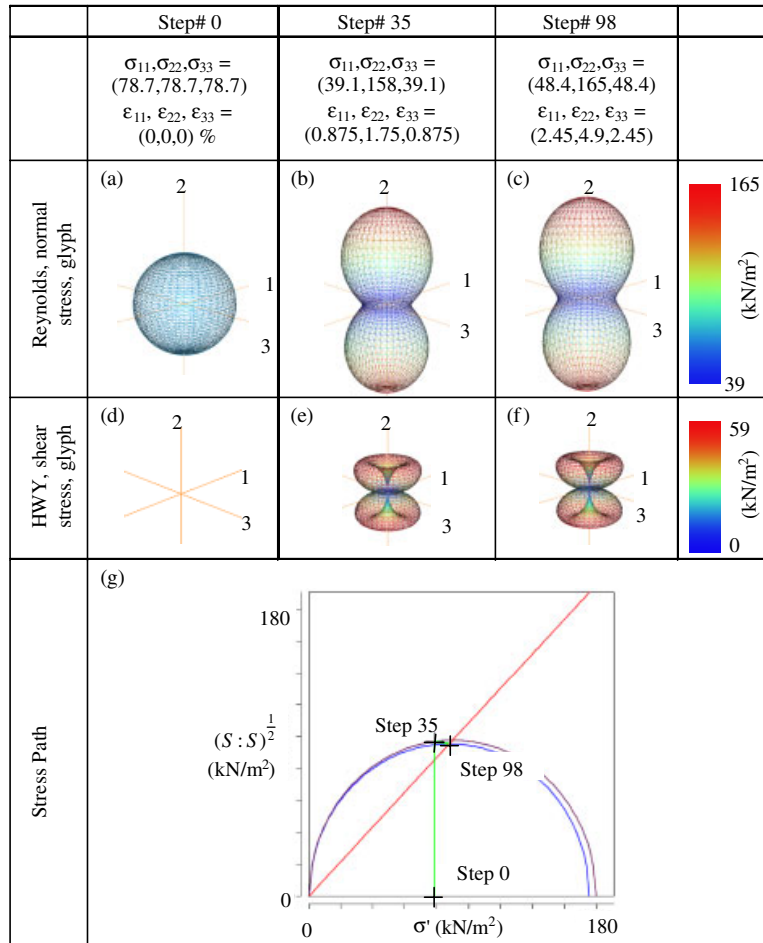 Step# 0
Step# 35
Step# 98
σ11,σ22,σ33 =
(78.7,78.7,78.7)
ε11, ε22, ε33 =
(0,0,0) %
σ11,σ22,σ33 =
(39.1,158,39.1)
ε11, ε22, ε33 =
(0.875,1.75,0.875)
σ11,σ22,σ33 =
(48.4,165,48.4)
ε11, ε22, ε33 =
(2.45,4.9,2.45)
Reynolds, normal
stress, glyph
(a)
2
1
3
(b)
2
1
3
(c)
2
1
3
165
(kN/m²)
39
HWY, shear
stress, glyph
(d)
2
1
3
(e)
2
1
3
(f)
2
1
3
59
(kN/m²)
0
Stress Path
(g)
180
(S : S)^1/2
(kN/m²)
0
Step 35
Step 98
Step 0
0
σ' (kN/m²)
180